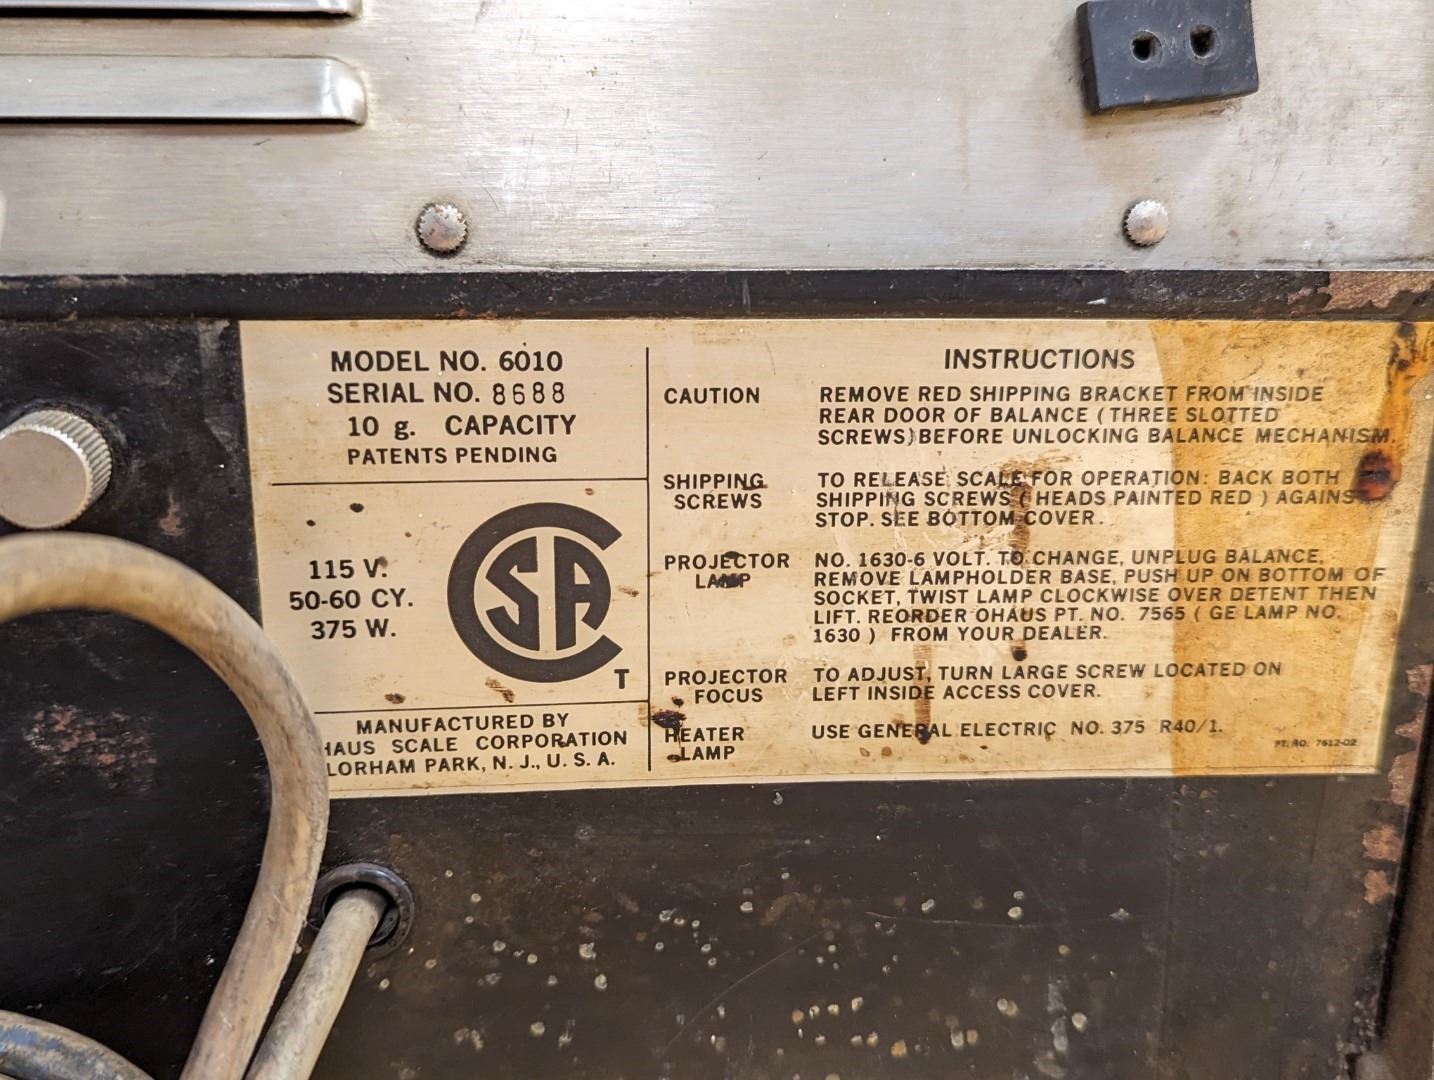 MODEL NO. 6010
SERIAL NO. 8688
10 g. CAPACITY
PATENTS PENDING
115 V.
50-60 CY.
375 W.
CSA
T
MANUFACTURED BY
HAUS SCALE CORPORATION
LORHAM PARK, N. J., U. S. A.
INSTRUCTIONS
CAUTION REMOVE RED SHIPPING BRACKET FROM INSIDE
REAR DOOR OF BALANCE ( THREE SLOTTED
SCREWS) BEFORE UNLOCKING BALANCE MECHANISM.
SHIPPING TO RELEASE SCALE FOR OPERATION: BACK BOTH
SCREWS SHIPPING SCREWS ( HEADS PAINTED RED ) AGAINS
STOP. SEE BOTTOM COVER.
PROJECTOR NO. 1630-6 VOLT. TO CHANGE, UNPLUG BALANCE,
LAMP REMOVE LAMPHOLDER BASE, PUSH UP ON BOTTOM OF
SOCKET, TWIST LAMP CLOCKWISE OVER DETENT THEN
LIFT. REORDER OHAUS PT. NO. 7565 ( GE LAMP NO.
1630 ) FROM YOUR DEALER.
PROJECTOR TO ADJUST, TURN LARGE SCREW LOCATED ON
FOCUS LEFT INSIDE ACCESS COVER.
HEATER USE GENERAL ELECTRIC NO. 375 R40/1.
LAMP
PT. NO. 7612-02